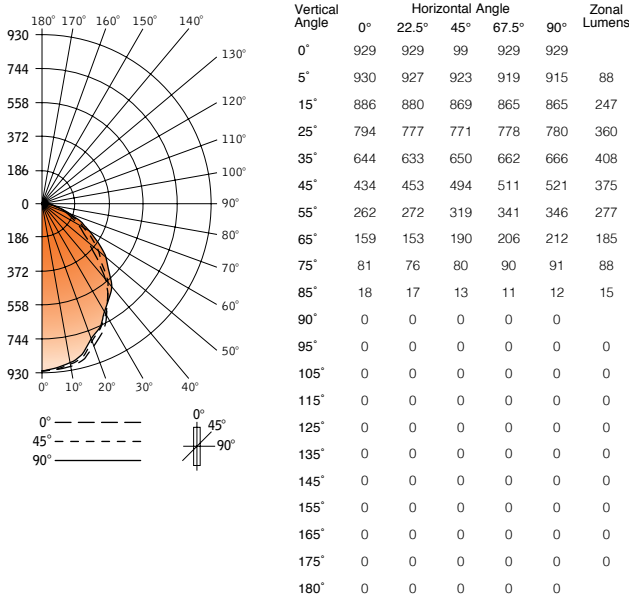 180° 170° 160° 150° 140°
130°
120°
110°
100°
90°
80°
70°
60°
50°
930
744
558
372
186
0
186
372
558
744
930
0° 10° 20° 30° 40°
0°
45°
90°
0°
45°
90°
Vertical Angle Horizontal Angle Zonal Lumens
0° 22.5° 45° 67.5° 90°
0° 929 929 99 929 929
5° 930 927 923 919 915 88
15° 886 880 869 865 865 247
25° 794 777 771 778 780 360
35° 644 633 650 662 666 408
45° 434 453 494 511 521 375
55° 262 272 319 341 346 277
65° 159 153 190 206 212 185
75° 81 76 80 90 91 88
85° 18 17 13 11 12 15
90° 0 0 0 0 0
95° 0 0 0 0 0 0
105° 0 0 0 0 0 0
115° 0 0 0 0 0 0
125° 0 0 0 0 0 0
135° 0 0 0 0 0 0
145° 0 0 0 0 0 0
155° 0 0 0 0 0 0
165° 0 0 0 0 0 0
175° 0 0 0 0 0 0
180° 0 0 0 0 0